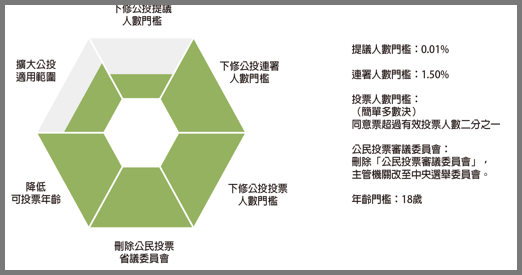 下修公投提議
人數門檻
擴大公投
適用範圍
下修公投連署
人數門檻
降低
可投票年齡
下修公投投票
人數門檻
刪除公民投票
省議委員會
提議人數門檻：0.01%
連署人數門檻：1.50%
投票人數門檻：
（簡單多數決）
同意票超過有效投票人數二分之一
公民投票審議委員會：
刪除「公民投票審議委員會」，
主管機關改至中央選舉委員會。
年齡門檻：18歲